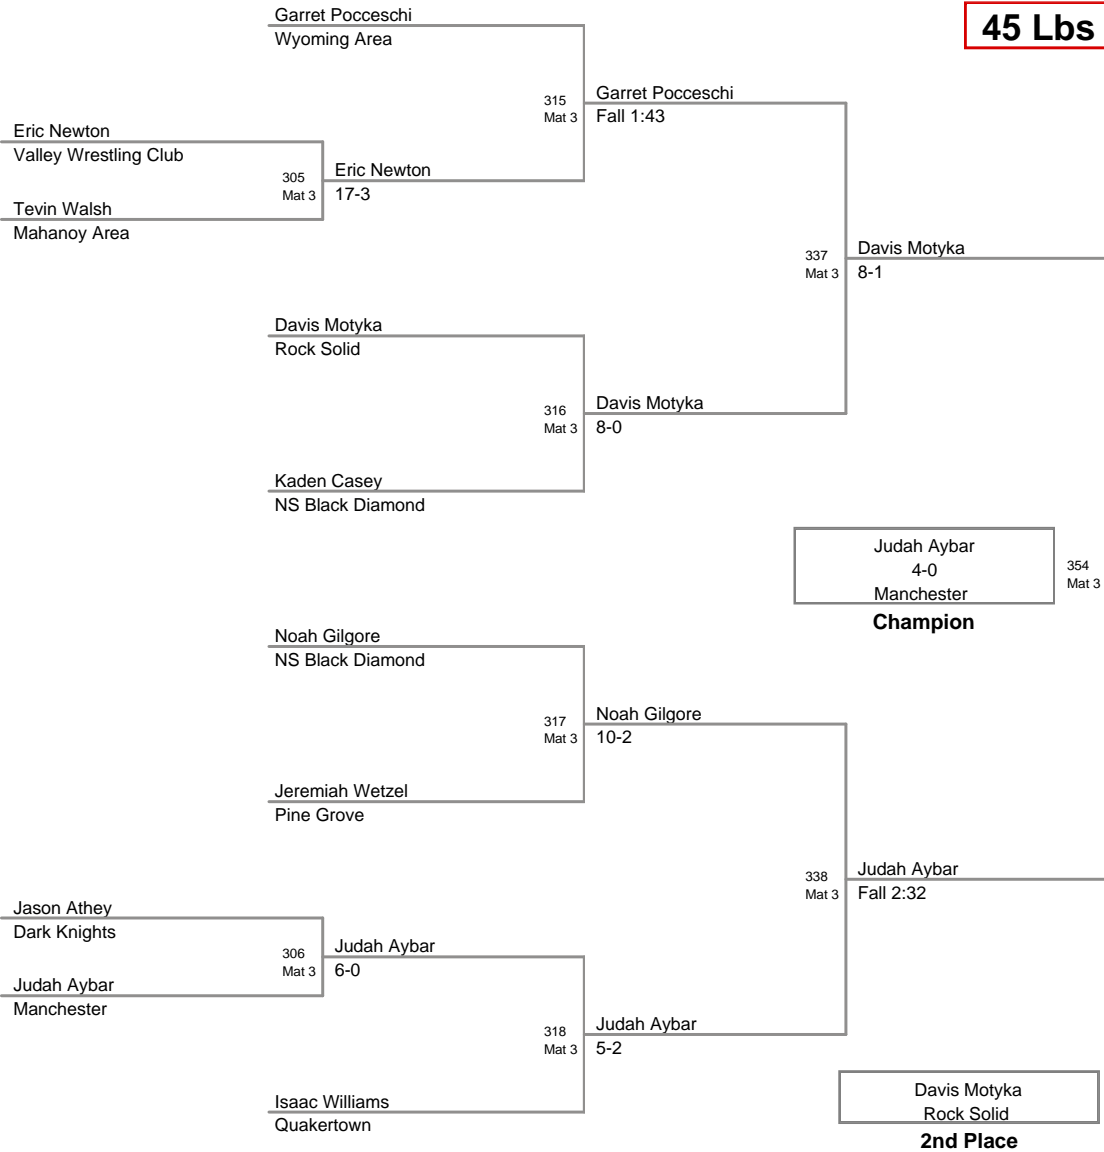 Garret Pocceschi
Wyoming Area
45 Lbs
315
Mat 3
Garret Pocceschi
Fall 1:43
Eric Newton
Valley Wrestling Club
305
Mat 3
Eric Newton
17-3
Tevin Walsh
Mahanoy Area
337
Mat 3
Davis Motyka
8-1
Davis Motyka
Rock Solid
316
Mat 3
Davis Motyka
8-0
Kaden Casey
NS Black Diamond
Judah Aybar
4-0
Manchester
354
Mat 3
Champion
Noah Gilgore
NS Black Diamond
317
Mat 3
Noah Gilgore
10-2
Jeremiah Wetzel
Pine Grove
338
Mat 3
Judah Aybar
Fall 2:32
Jason Athey
Dark Knights
306
Mat 3
Judah Aybar
6-0
Judah Aybar
Manchester
318
Mat 3
Judah Aybar
5-2
Isaac Williams
Quakertown
Davis Motyka
Rock Solid
2nd Place